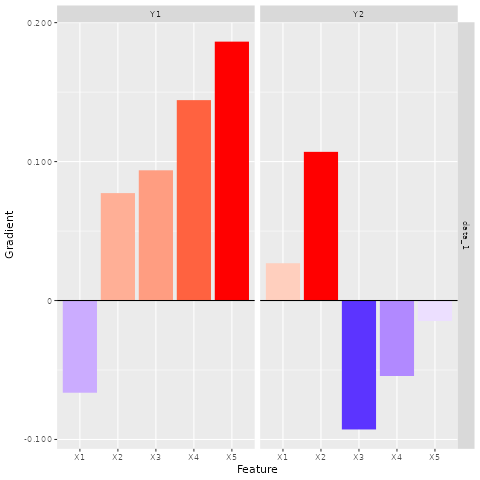 Y1 Y2
0.200
0.100
0
-0.100
Gradient
data_1
X1 X2 X3 X4 X5 X1 X2 X3 X4 X5
Feature